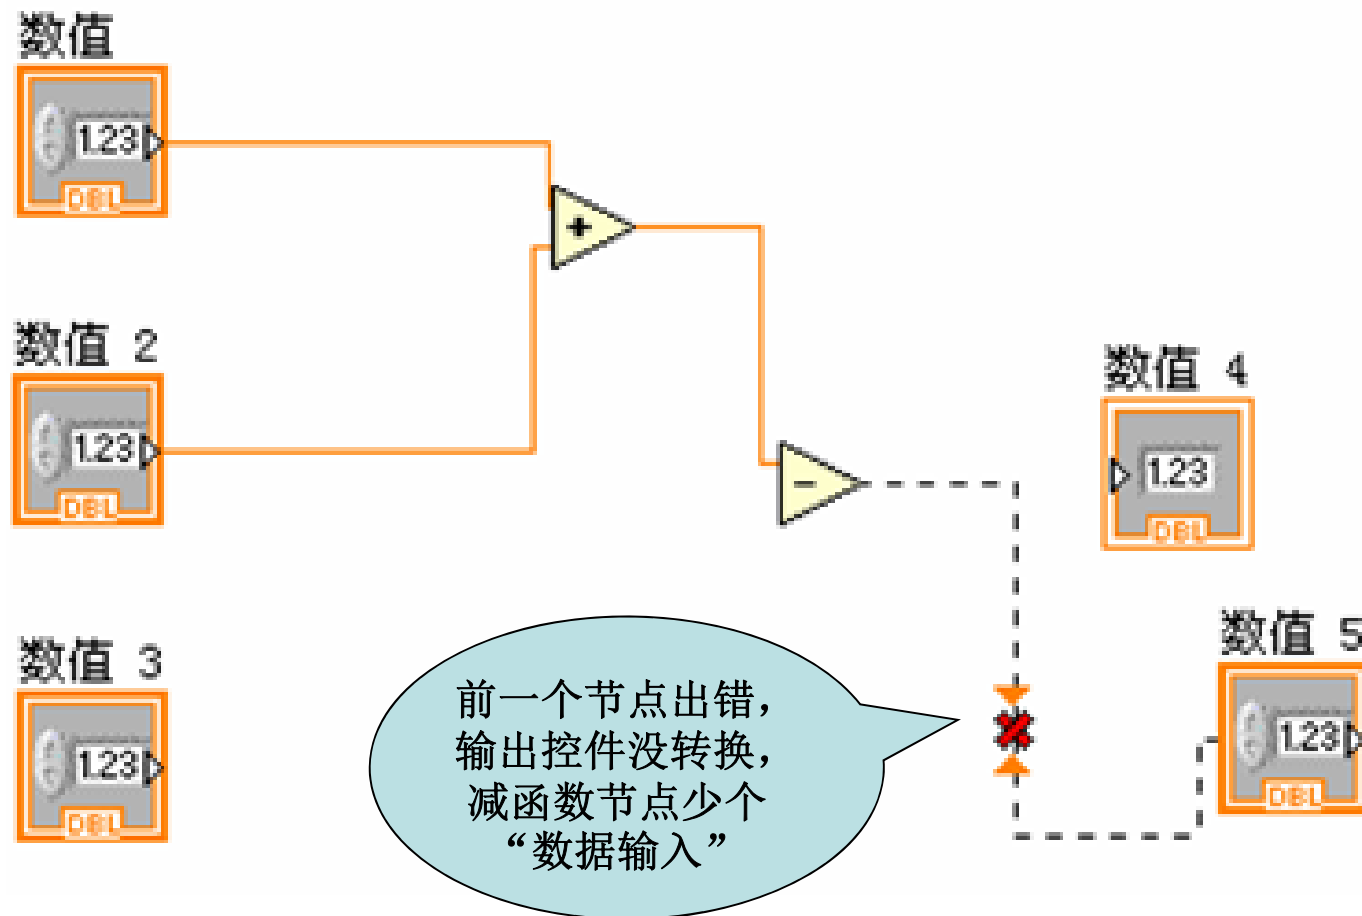 数值
1.23
DBL
+
数值 2
1.23
DBL
数值 4
1.23
DBL
-
数值 3
1.23
DBL
前一个节点出错，
输出控件没转换，
减函数节点少个
“数据输入”
数值 5
1.23
DBL